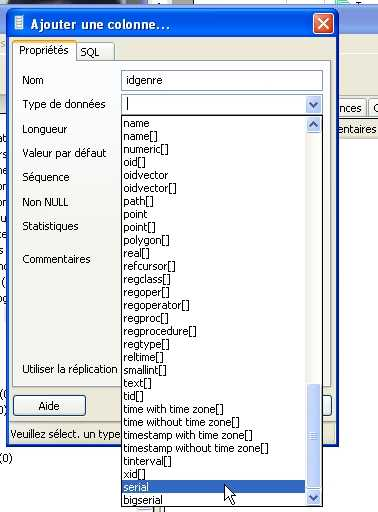 Ajouter une colonne...
Propriétés
SQL
Nom
idgenre
Type de données
Longueur
Valeur par défaut
Séquence
Non NULL
Statistiques
Commentaires
Utiliser la réplication
name
name[]
numeric[]
oid[]
oidvector
oidvector[]
path[]
point
point[]
polygon[]
real[]
refcursor[]
regclass[]
regoper[]
regoperator[]
regproc[]
regprocedure[]
regtype[]
reltime[]
smallint[]
text[]
tid[]
time with time zone[]
time without time zone[]
timestamp with time zone[]
timestamp without time zone[]
tinterval[]
xid[]
serial
bigserial
Aide
Veuillez sélect. un type